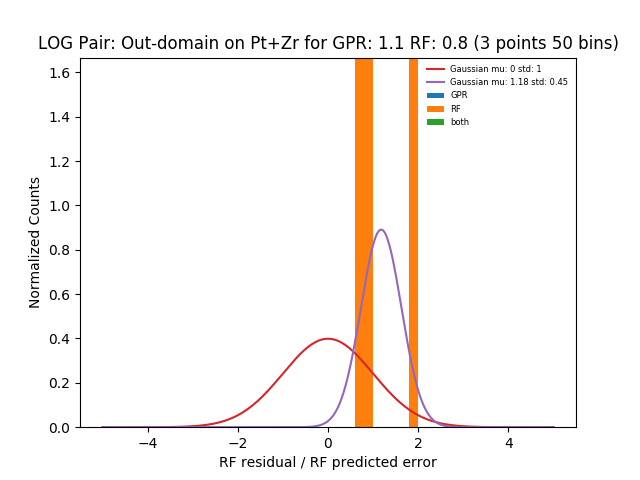 LOG Pair: Out-domain on Pt+Zr for GPR: 1.1 RF: 0.8 (3 points 50 bins)
Gaussian mu: 0 std: 1
Gaussian mu: 1.18 std: 0.45
GPR
RF
both
Normalized Counts
1.6
1.4
1.2
1.0
0.8
0.6
0.4
0.2
0.0
−4 −2 0 2 4
RF residual / RF predicted error